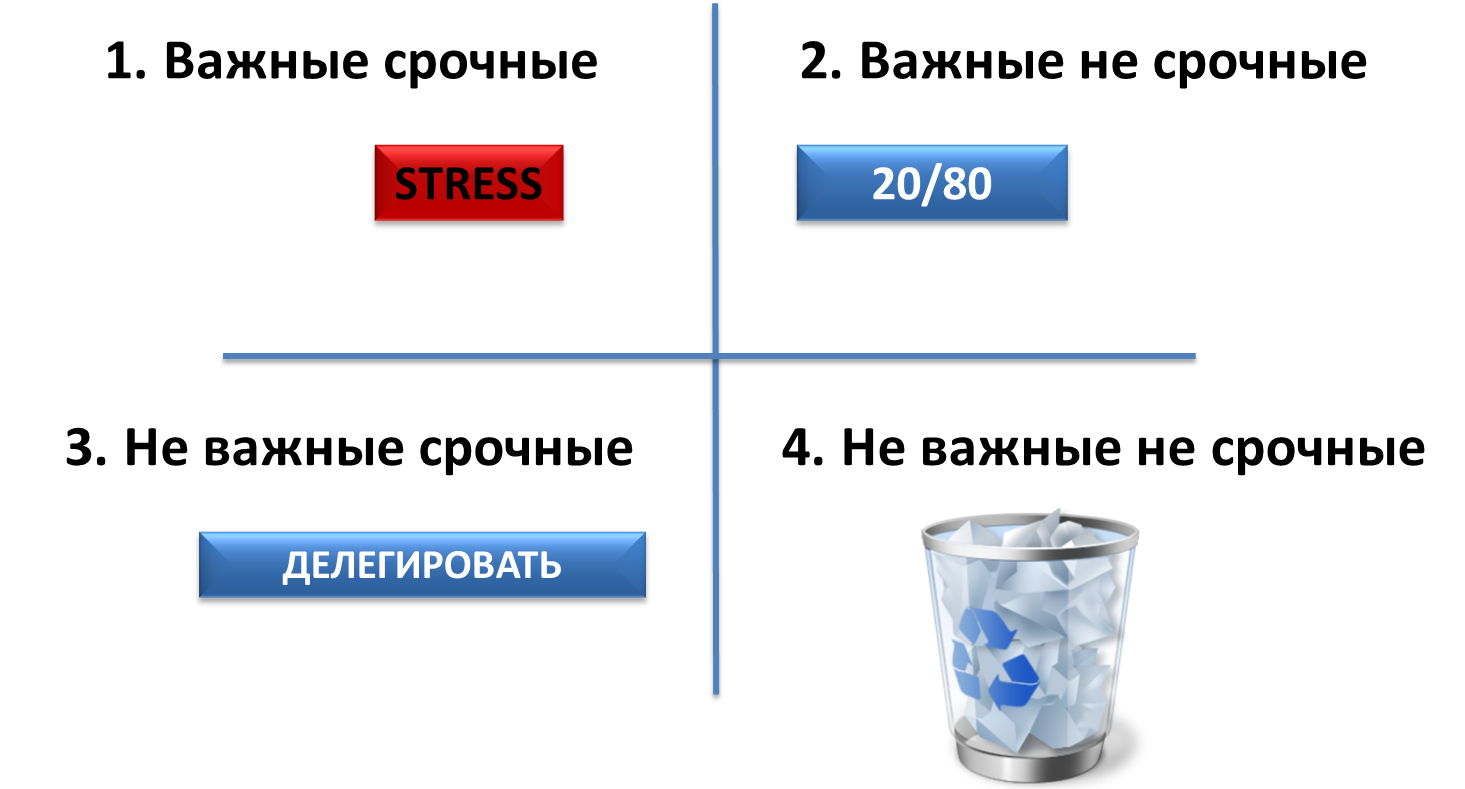 1. Важные срочные
2. Важные не срочные
STRESS
20/80
3. Не важные срочные
4. Не важные не срочные
ДЕЛЕГИРОВАТЬ